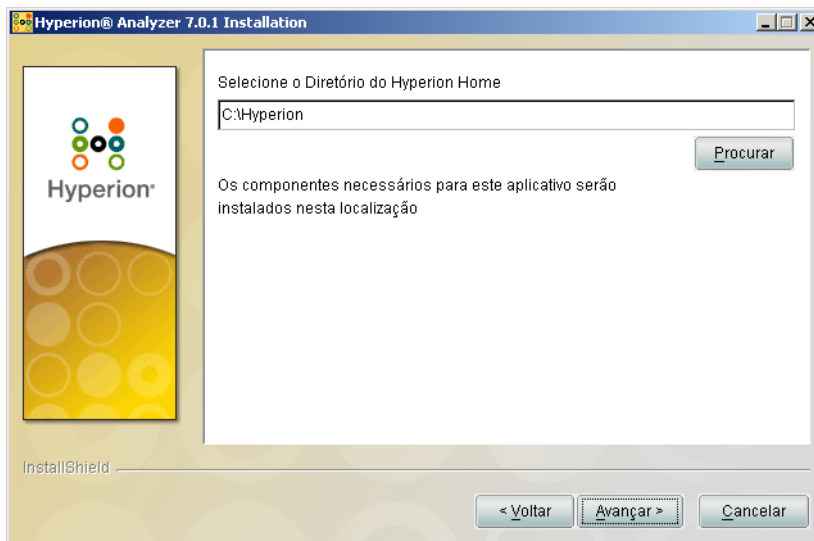 Hyperion® Analyzer 7.0.1 Installation
Hyperion
Selecione o Diretório do Hyperion Home
C:\Hyperion
Procurar
Os componentes necessários para este aplicativo serão
instalados nesta localização
InstallShield
< Voltar
Avançar >
Cancelar